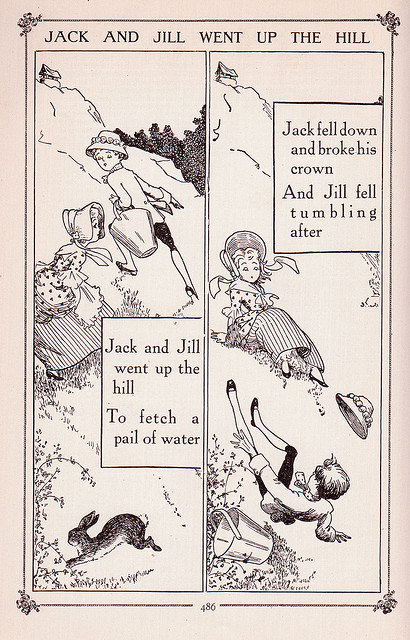 JACK AND JILL WENT UP THE HILL
Jack and Jill
went up the
hill
To fetch a
pail of water
Jack fell down
and broke his
crown
And Jill fell
tumbling
after
486